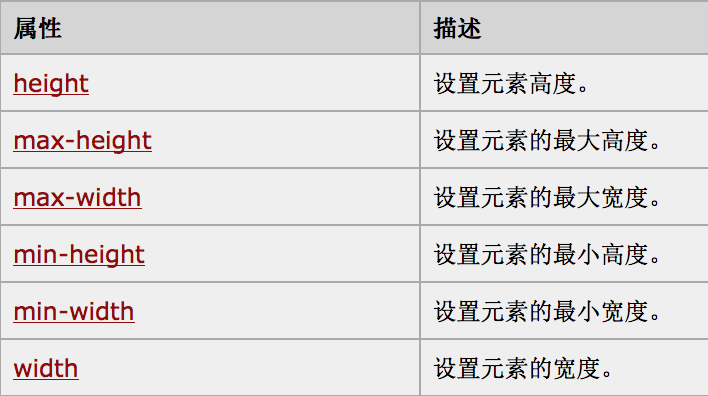 属性 描述
height 设置元素高度。
max-height 设置元素的最大高度。
max-width 设置元素的最大宽度。
min-height 设置元素的最小高度。
min-width 设置元素的最小宽度。
width 设置元素的宽度。